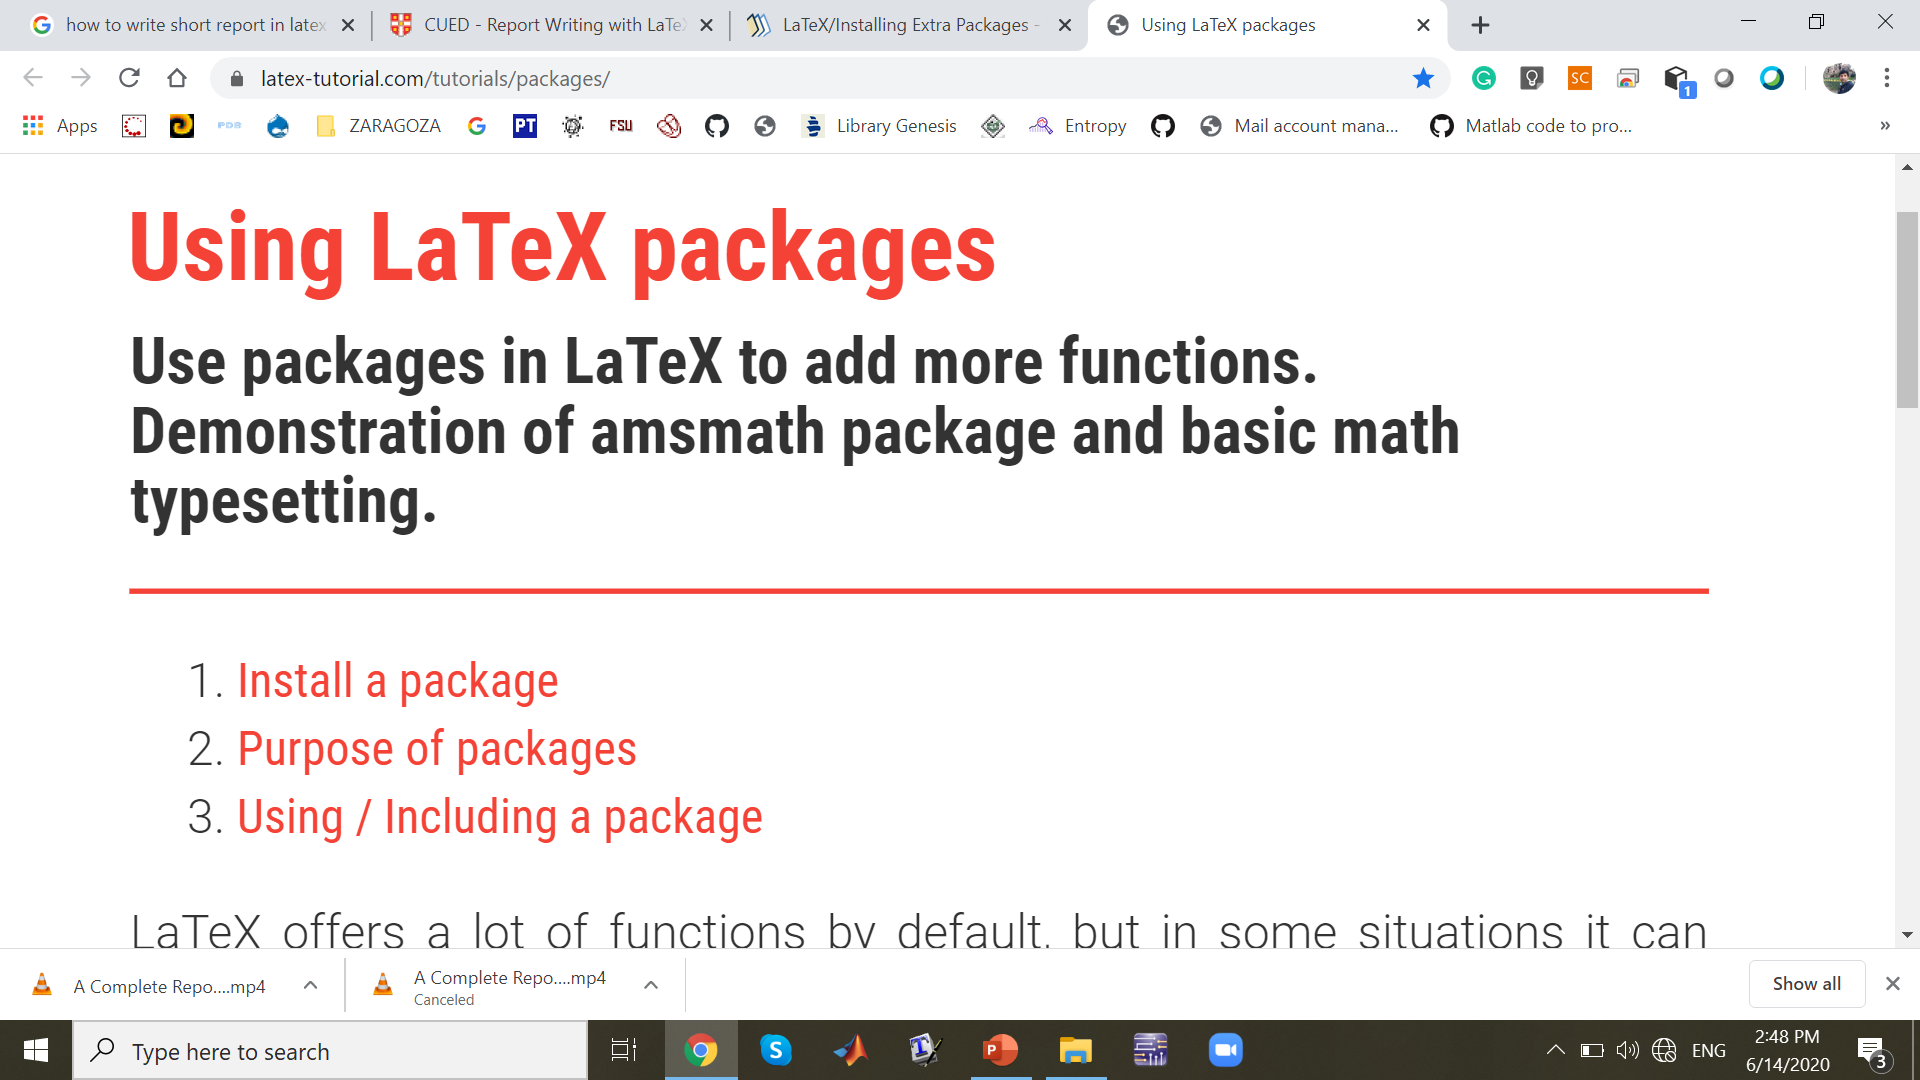 how to write short report in latex
CUED - Report Writing with LaTeX
LaTeX/Installing Extra Packages -
Using LaTeX packages
latex-tutorial.com/tutorials/packages/
SC
1
Apps
PDB
ZARAGOZA
G
PT
FSU
Library Genesis
Entropy
Mail account mana...
Matlab code to pro...
»
Using LaTeX packages
Use packages in LaTeX to add more functions.
Demonstration of amsmath package and basic math
typesetting.
1. Install a package
2. Purpose of packages
3. Using / Including a package
LaTeX offers a lot of functions by default, but in some situations it can
A Complete Repo....mp4
A Complete Repo....mp4
Canceled
Show all
Type here to search
ENG
2:48 PM
6/14/2020
3